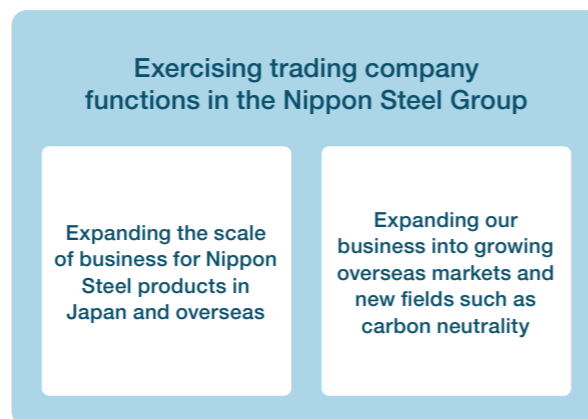 Exercising trading company
functions in the Nippon Steel Group
Expanding the scale
of business for Nippon
Steel products in
Japan and overseas
Expanding our
business into growing
overseas markets and
new fields such as
carbon neutrality